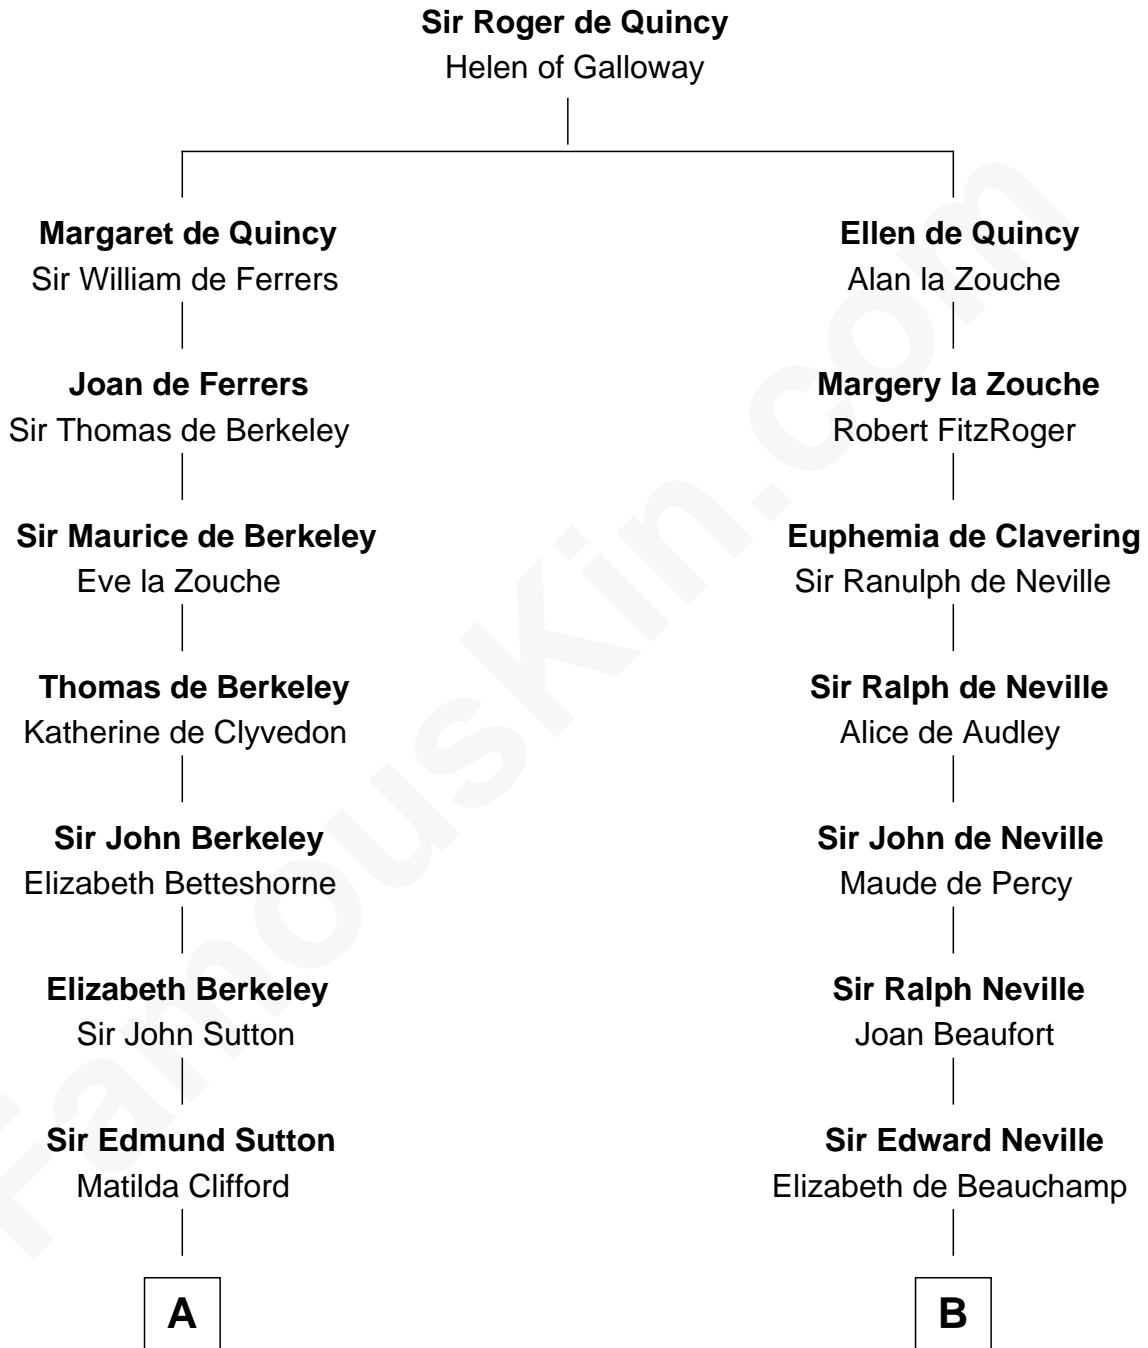 Sir Roger de Quincy
Helen of Galloway
Margaret de Quincy
Sir William de Ferrers
Ellen de Quincy
Alan la Zouche
Joan de Ferrers
Sir Thomas de Berkeley
Margery la Zouche
Robert FitzRoger
Sir Maurice de Berkeley
Eve la Zouche
Euphemia de Clavering
Sir Ranulph de Neville
Thomas de Berkeley
Katherine de Clyvedon
Sir Ralph de Neville
Alice de Audley
Sir John Berkeley
Elizabeth Betteshorne
Sir John de Neville
Maude de Percy
Elizabeth Berkeley
Sir John Sutton
Sir Ralph Neville
Joan Beaufort
Sir Edmund Sutton
Matilda Clifford
Sir Edward Neville
Elizabeth de Beauchamp
A
B
FamousKin.com